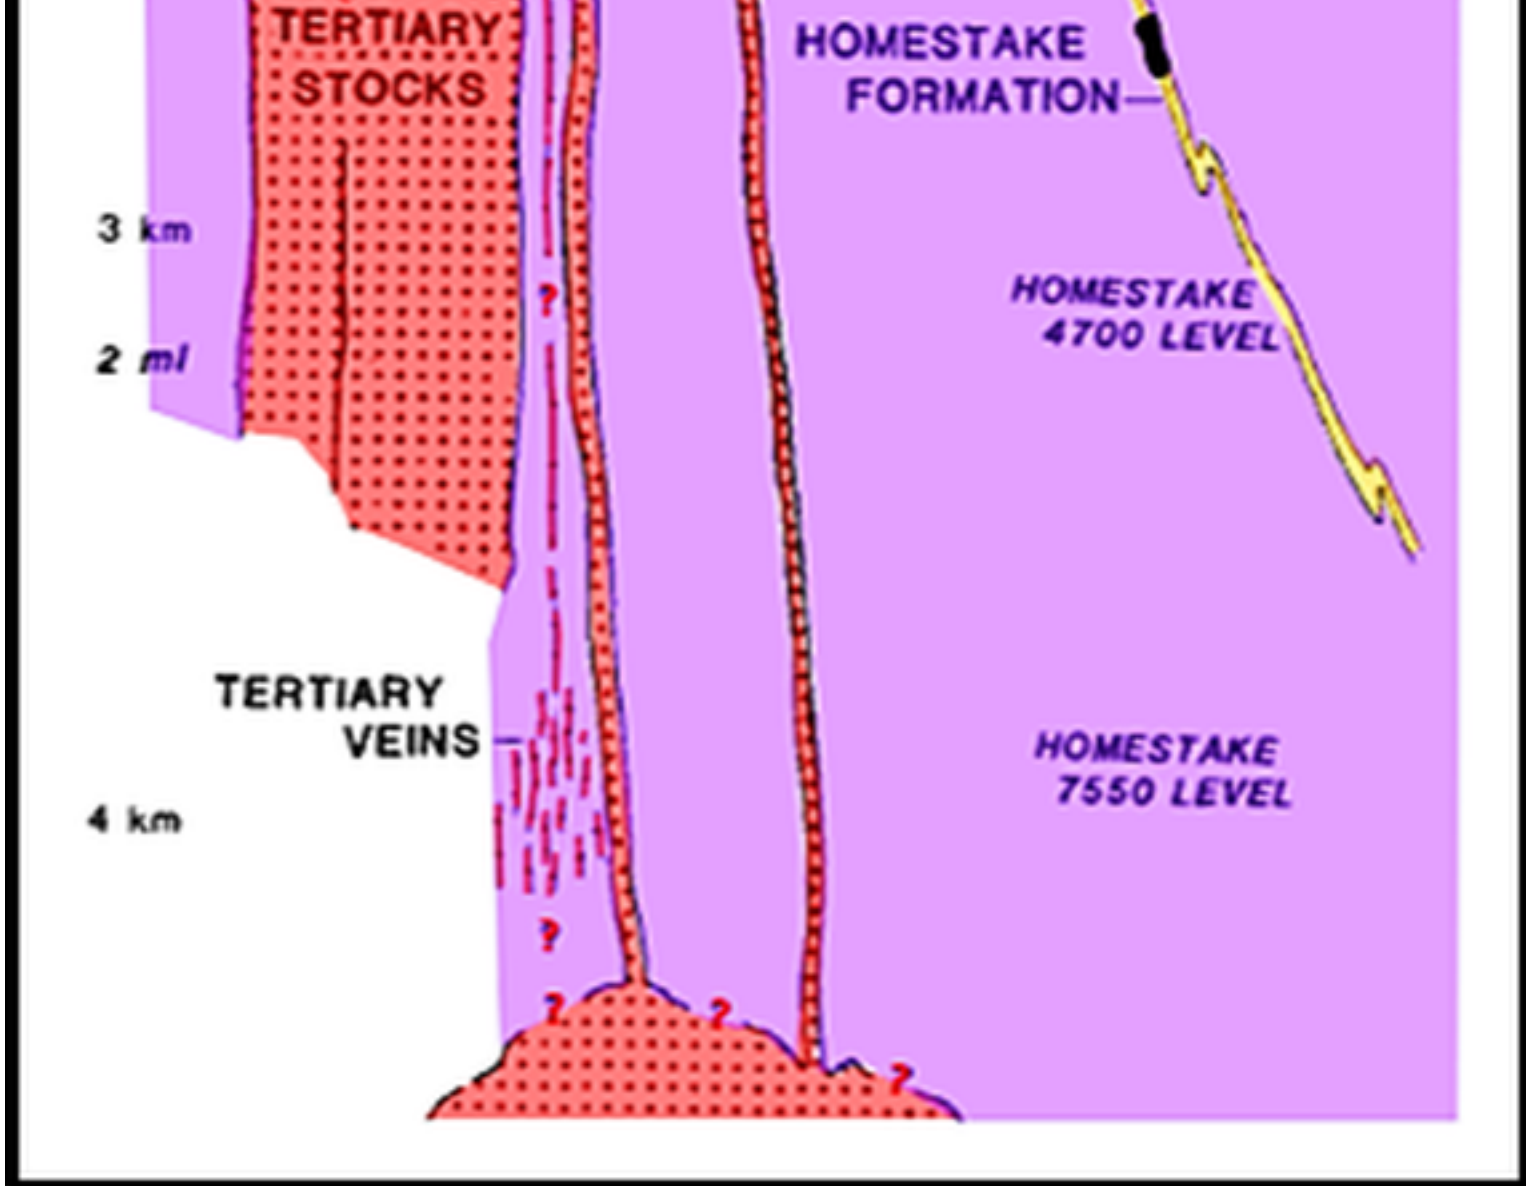 TERTIARY
STOCKS
HOMESTAKE
FORMATION
3 km
?
HOMESTAKE
4700 LEVEL
2 mi
TERTIARY
VEINS
HOMESTAKE
7550 LEVEL
4 km
?
?
?
?